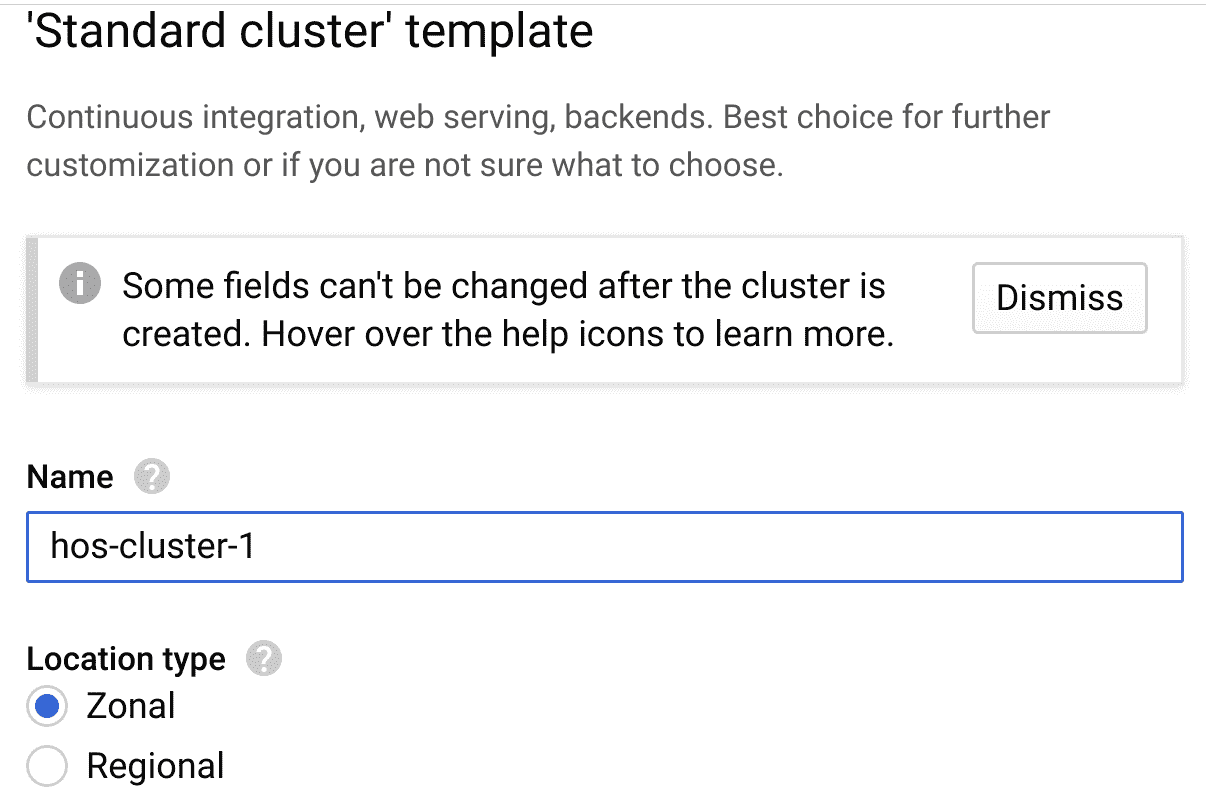 'Standard cluster' template
Continuous integration, web serving, backends. Best choice for further
customization or if you are not sure what to choose.
Some fields can't be changed after the cluster is
created. Hover over the help icons to learn more.
Dismiss
Name
hos-cluster-1
Location type
Zonal
Regional